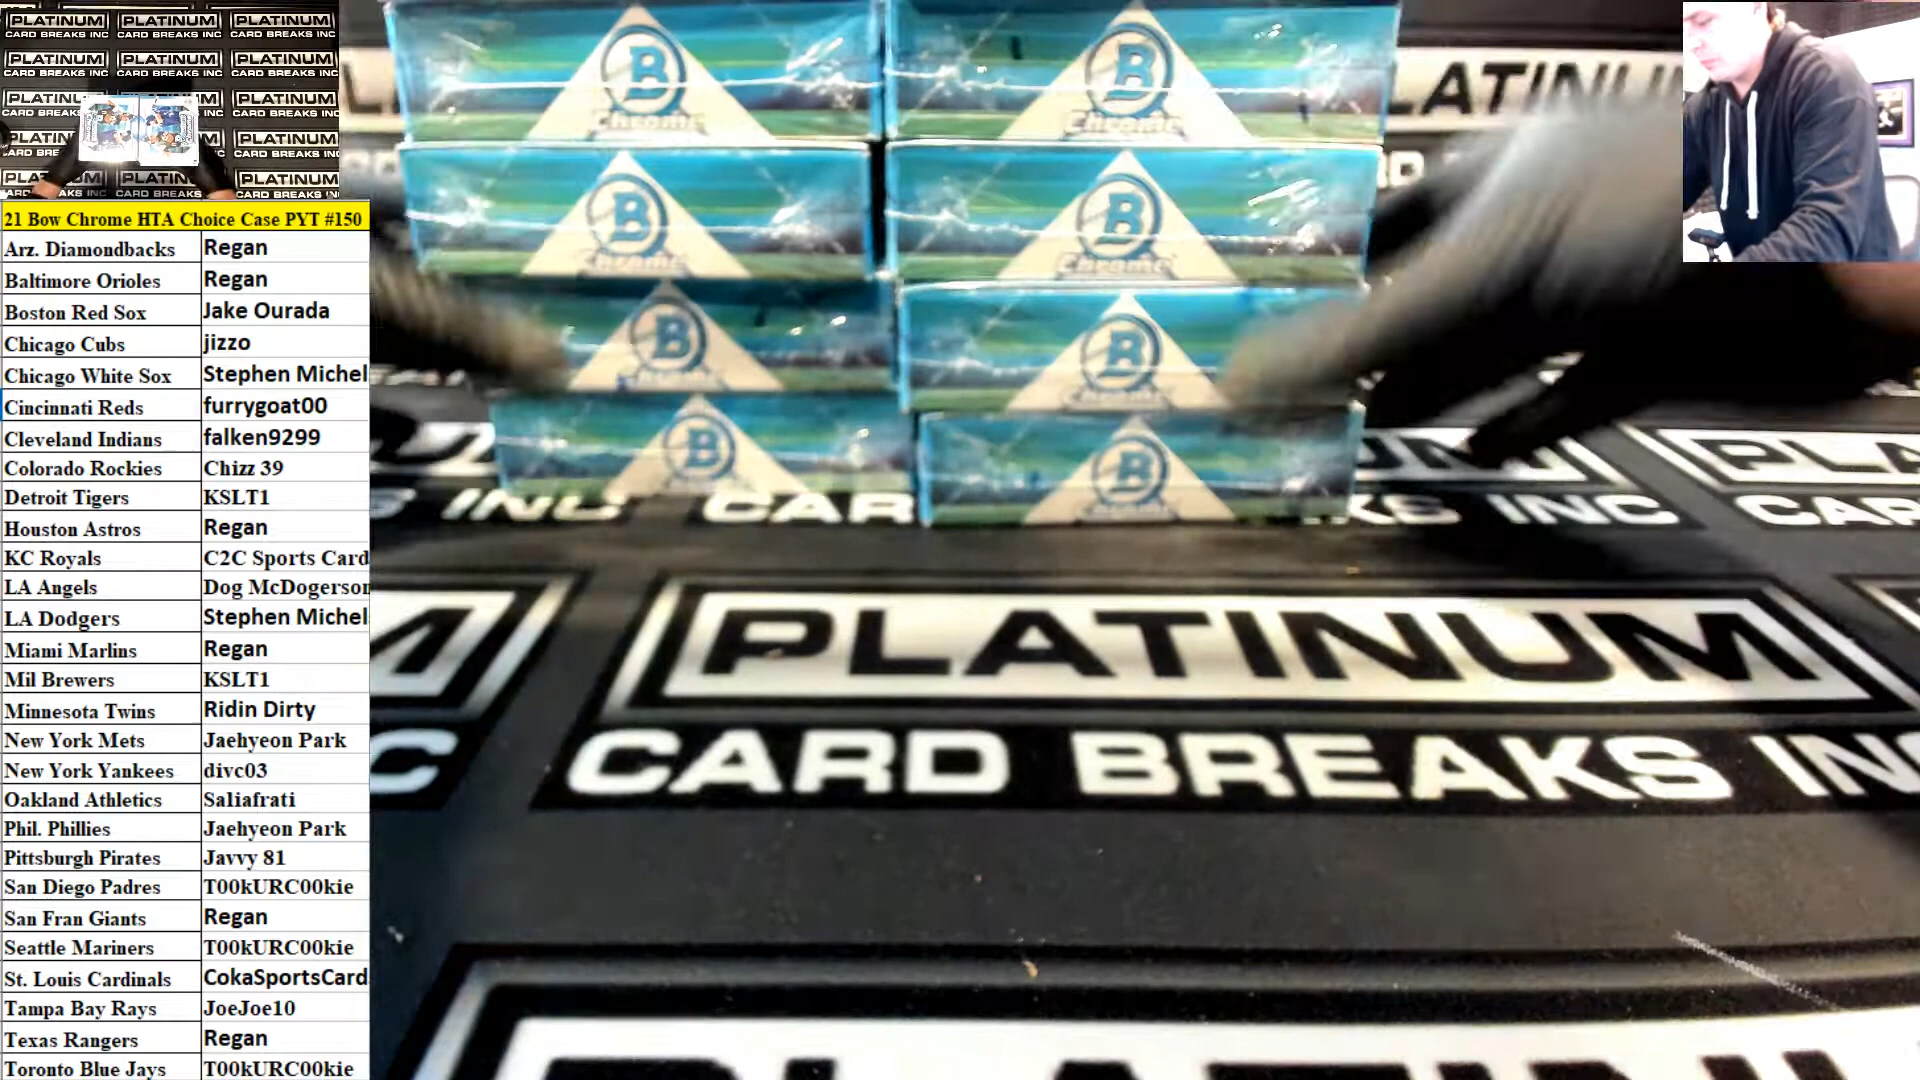 PLATINUM PLATINUM PLATINUM
CARD BREAKS INC CARD BREAKS INC CARD BREAKS INC
PLATINUM PLATINUM PLATINUM
CARD BREAKS INC CARD BREAKS INC CARD BREAKS INC
21 Bow Chrome HTA Choice Case PYT #150
Arz. Diamondbacks Regan
Baltimore Orioles Regan
Boston Red Sox Jake Ourada
Chicago Cubs jizzo
Chicago White Sox Stephen Michel
Cincinnati Reds furrygoat00
Cleveland Indians falken9299
Colorado Rockies Chizz 39
Detroit Tigers KSLT1
Houston Astros Regan
KC Royals C2C Sports Card
LA Angels Dog McDogerson
LA Dodgers Stephen Michel
Miami Marlins Regan
Mil Brewers KSLT1
Minnesota Twins Ridin Dirty
New York Mets Jaehyeon Park
New York Yankees divc03
Oakland Athletics Saliafrati
Phil. Phillies Jaehyeon Park
Pittsburgh Pirates Javvy 81
San Diego Padres T00kURC00kie
San Fran Giants Regan
Seattle Mariners T00kURC00kie
St. Louis Cardinals CokaSportsCard
Tampa Bay Rays JoeJoe10
Texas Rangers Regan
Toronto Blue Jays T00kURC00kie
B Chrome B Chrome
B Chrome B Chrome
B Chrome B Chrome
B B
PLATINUM
CARD BREAKS INC